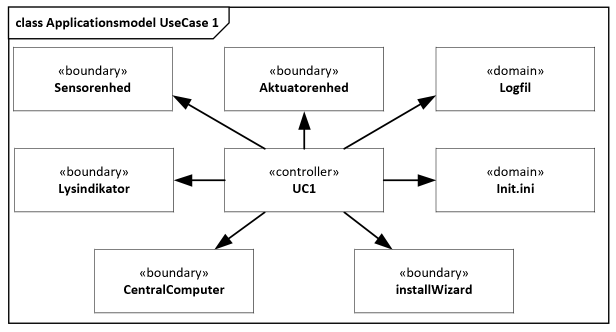 class Applicationsmodel UseCase 1
«boundary»
Sensorenhed
«boundary»
Aktuatorenhed
«domain»
Logfil
«boundary»
Lysindikator
«controller»
UC1
«domain»
Init.ini
«boundary»
CentralComputer
«boundary»
installWizard